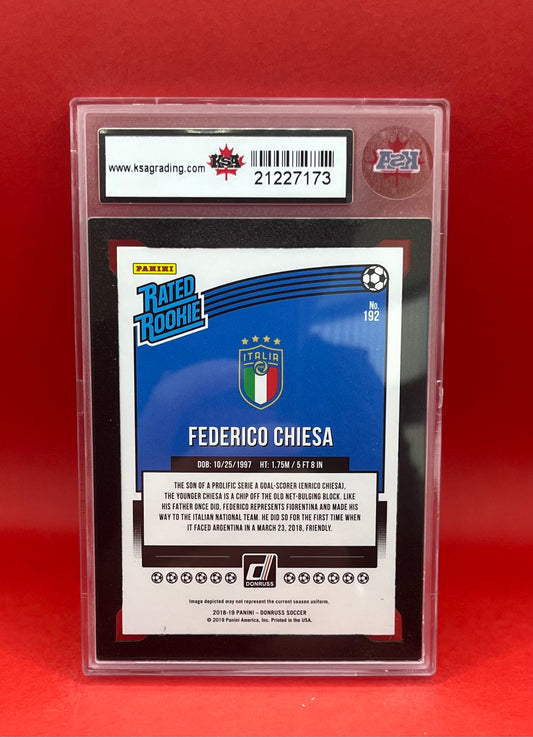 www.ksagrading.com
KSA
21227173
KSA
PANINI
RATED
ROOKIE
No.
192
ITALIA
FEDERICO CHIESA
DOB: 10/25/1997 HT: 1.75M / 5 FT 8 IN
THE SON OF A PROLIFIC SERIE A GOAL-SCORER (ENRICO CHIESA),
THE YOUNGER CHIESA IS A CHIP OFF THE OLD NET-BULGING BLOCK. LIKE
HIS FATHER ONCE DID, FEDERICO REPRESENTS FIORENTINA AND MADE HIS
WAY TO THE ITALIAN NATIONAL TEAM. HE DID SO FOR THE FIRST TIME WHEN
IT FACED ARGENTINA IN A MARCH 23, 2018, FRIENDLY.
DONRUSS
Image depicted may not represent the current season uniform.
2018-19 PANINI – DONRUSS SOCCER
© 2019 Panini America, Inc. Printed in the USA.